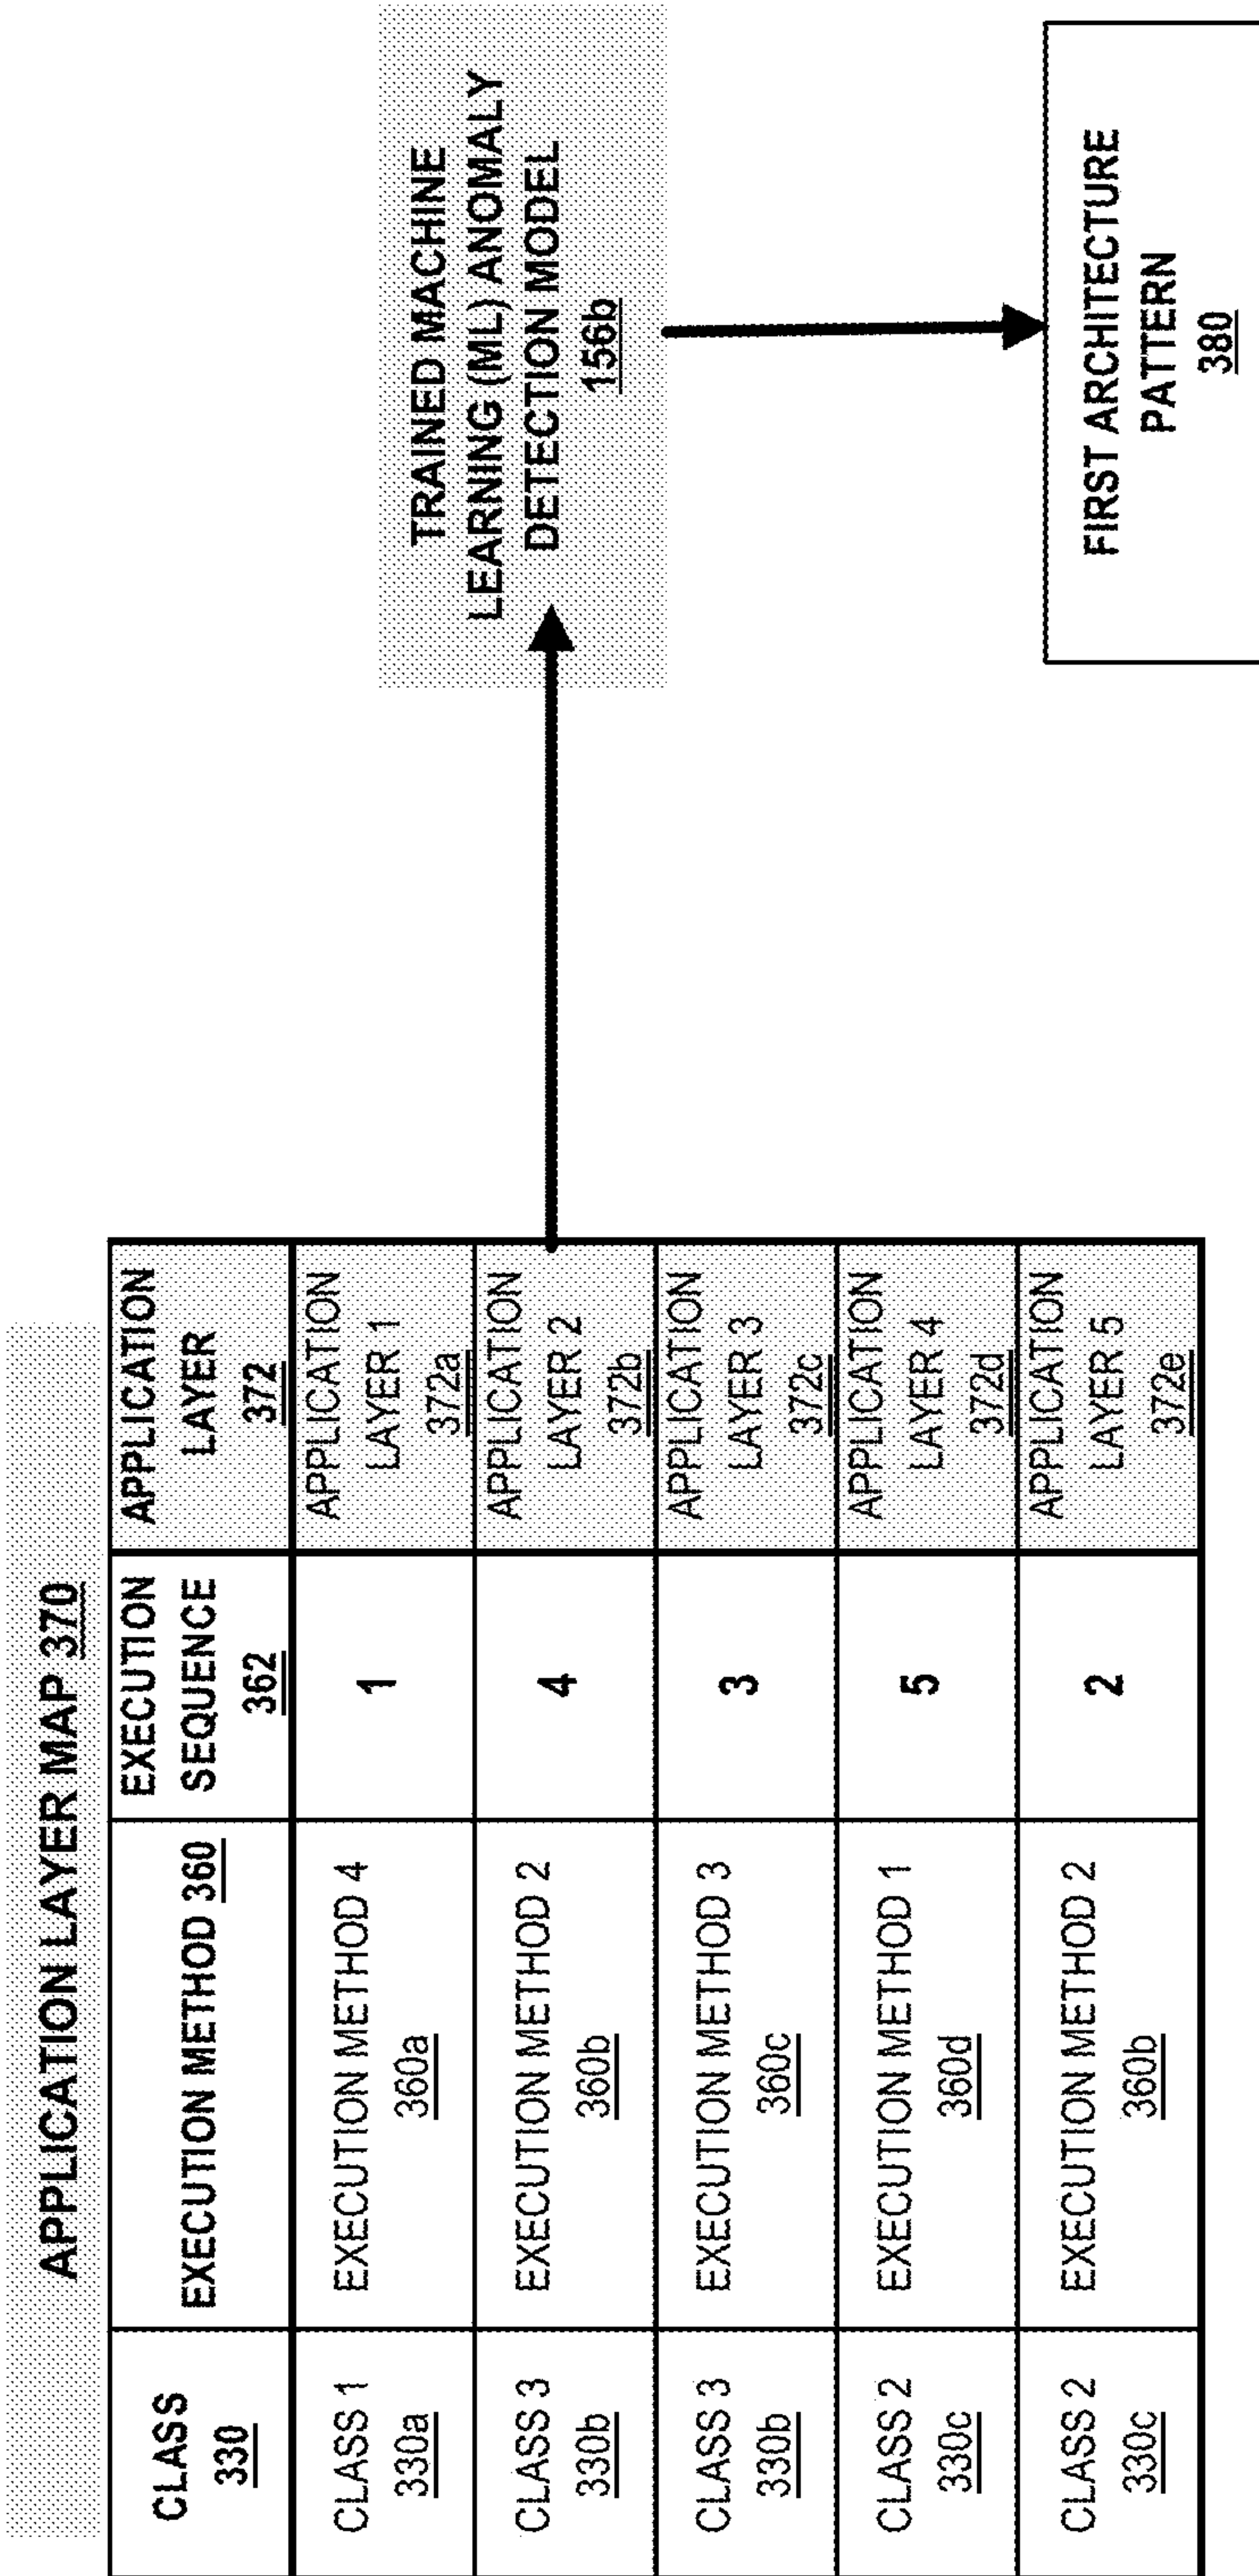 APPLICATION LAYER MAP 370
CLASS
330
EXECUTION METHOD 360
EXECUTION
SEQUENCE
362
APPLICATION
LAYER
372
CLASS 1
330a
EXECUTION METHOD 4
360a
1
APPLICATION
LAYER 1
372a
CLASS 3
330b
EXECUTION METHOD 2
360b
4
APPLICATION
LAYER 2
372b
CLASS 3
330b
EXECUTION METHOD 3
360c
3
APPLICATION
LAYER 3
372c
CLASS 2
330c
EXECUTION METHOD 1
360d
5
APPLICATION
LAYER 4
372d
CLASS 2
330c
EXECUTION METHOD 2
360b
2
APPLICATION
LAYER 5
372e
TRAINED MACHINE
LEARNING (ML) ANOMALY
DETECTION MODEL
156b
FIRST ARCHITECTURE
PATTERN
380